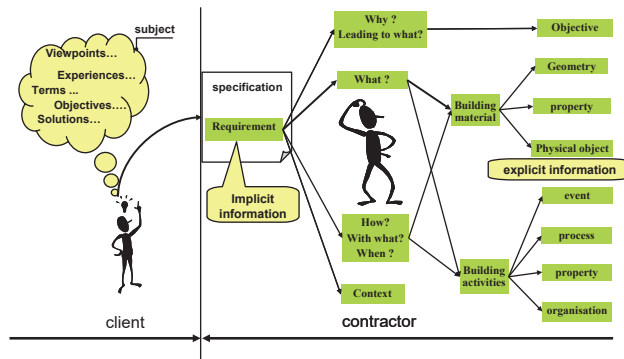 subject
Viewpoints…
Experiences…
Terms ...
Objectives….
Solutions…
specification
Requirement
Implicit
information
Why ?
Leading to what?
What ?
How?
With what?
When ?
Context
Building
material
Building
activities
Objective
Geometry
property
Physical object
explicit information
event
process
property
organisation
client
contractor